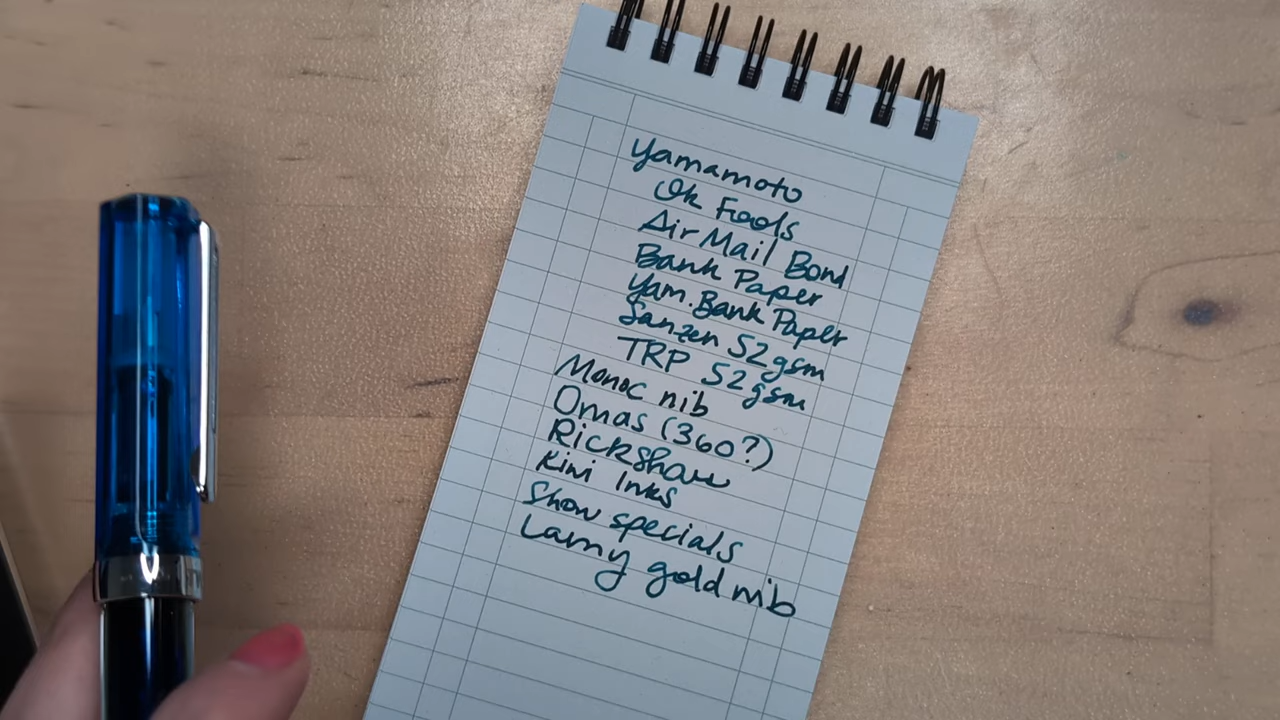 Yamamoto
Ok Fools
Air Mail Bond
Bank Paper
Yam. Bank Paper
Sanzen 52gsm
TRP 52gsm
Monoc nib
Omas (360?)
Rickshaw
Kiwi Inks
Show specials
Lamy gold nib